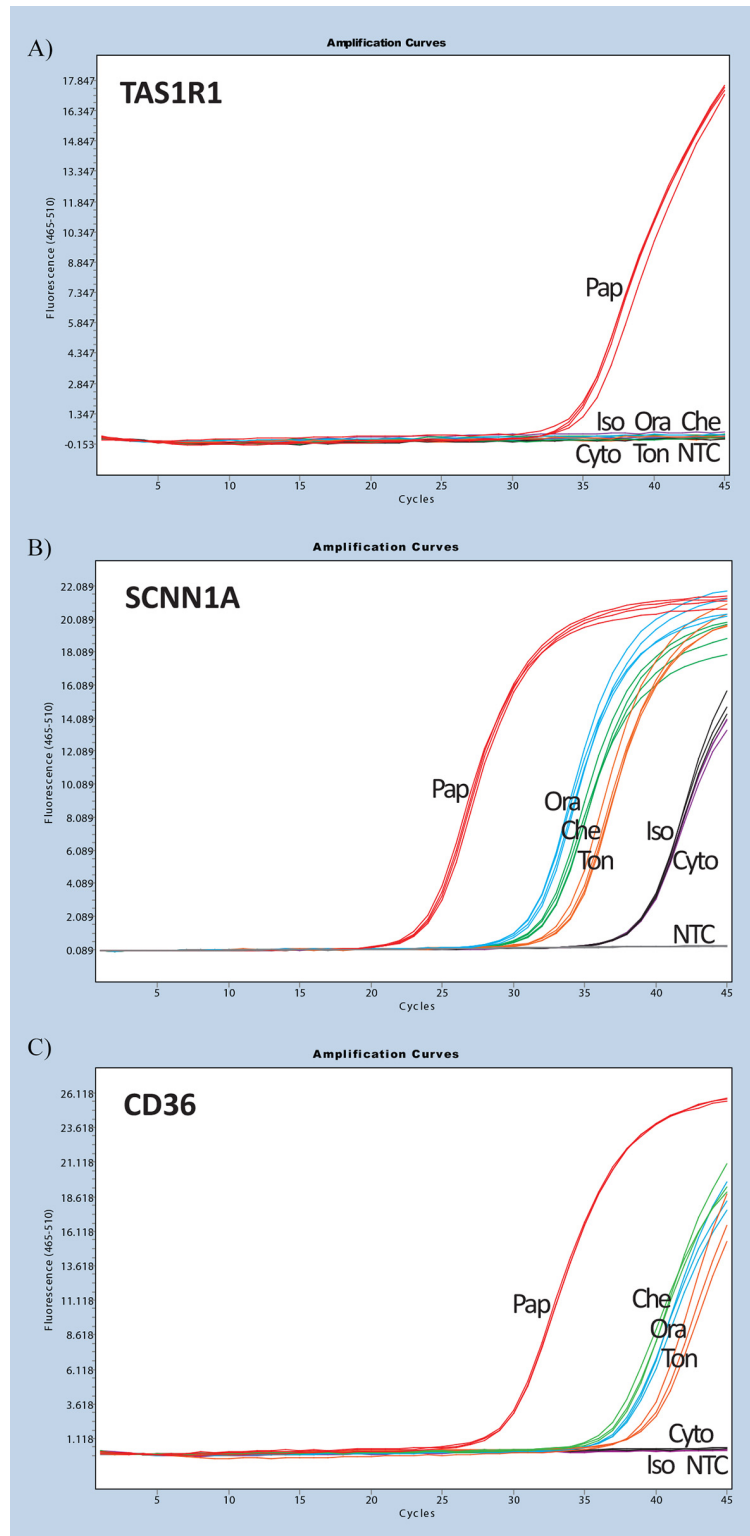 A)
Amplification Curves
TAS1R1
17.847
16.347
14.847
13.347
11.847
10.347
8.847
7.347
5.847
4.347
2.847
1.347
-0.153
Fluorescence (465-510)
Pap
Iso Ora Che
Cyto Ton NTC
5 10 15 20 25 30 35 40 45
Cycles
B)
Amplification Curves
SCNN1A
22.089
20.089
18.089
16.089
14.089
12.089
10.089
8.089
6.089
4.089
2.089
0.089
Fluorescence (465-510)
Pap
Ora
Che
Ton
Iso
Cyto
NTC
5 10 15 20 25 30 35 40 45
Cycles
C)
Amplification Curves
CD36
26.118
23.618
21.118
18.618
16.118
13.618
11.118
8.618
6.118
3.618
1.118
Fluorescence (465-510)
Pap
Che
Ora
Ton
Cyto
Iso NTC
5 10 15 20 25 30 35 40 45
Cycles